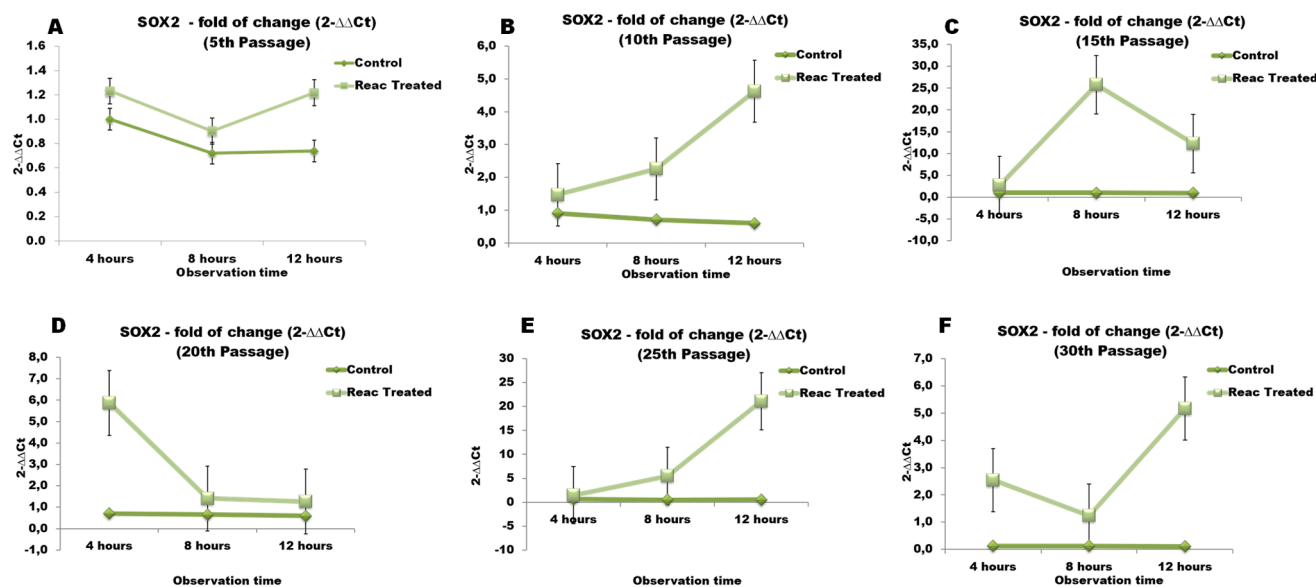 A
SOX2 - fold of change (2-ΔΔCt)
(5th Passage)
1.6
1.4
1.2
1.0
0.8
0.6
0.4
0.2
0.0
2-ΔΔCt
4 hours
8 hours
12 hours
Observation time
Control
Reac Treated
B
SOX2 - fold of change (2-ΔΔCt)
(10th Passage)
6,0
5,0
4,0
3,0
2,0
1,0
0,0
2-ΔΔCt
4 hours
8 hours
12 hours
Observation time
Control
Reac Treated
C
SOX2 - fold of change (2-ΔΔCt)
(15th Passage)
35,0
30,0
25,0
20,0
15,0
10,0
5,0
0,0
-5,0
-10,0
2-ΔΔCt
4 hours
8 hours
12 hours
Observation time
Control
Reac Treated
D
SOX2 - fold of change (2-ΔΔCt)
(20th Passage)
8,0
7,0
6,0
5,0
4,0
3,0
2,0
1,0
0,0
-1,0
2-ΔΔCt
4 hours
8 hours
12 hours
Observation time
Control
Reac Treated
E
SOX2 - fold of change (2-ΔΔCt)
(25th Passage)
30
25
20
15
10
5
0
-5
-10
2-ΔΔCt
4 hours
8 hours
12 hours
Observation time
Control
Reac Treated
F
SOX2 - fold of change (2-ΔΔCt)
(30th Passage)
7,0
6,0
5,0
4,0
3,0
2,0
1,0
0,0
2-ΔΔCt
4 hours
8 hours
12 hours
Observation time
Control
Reac Treated